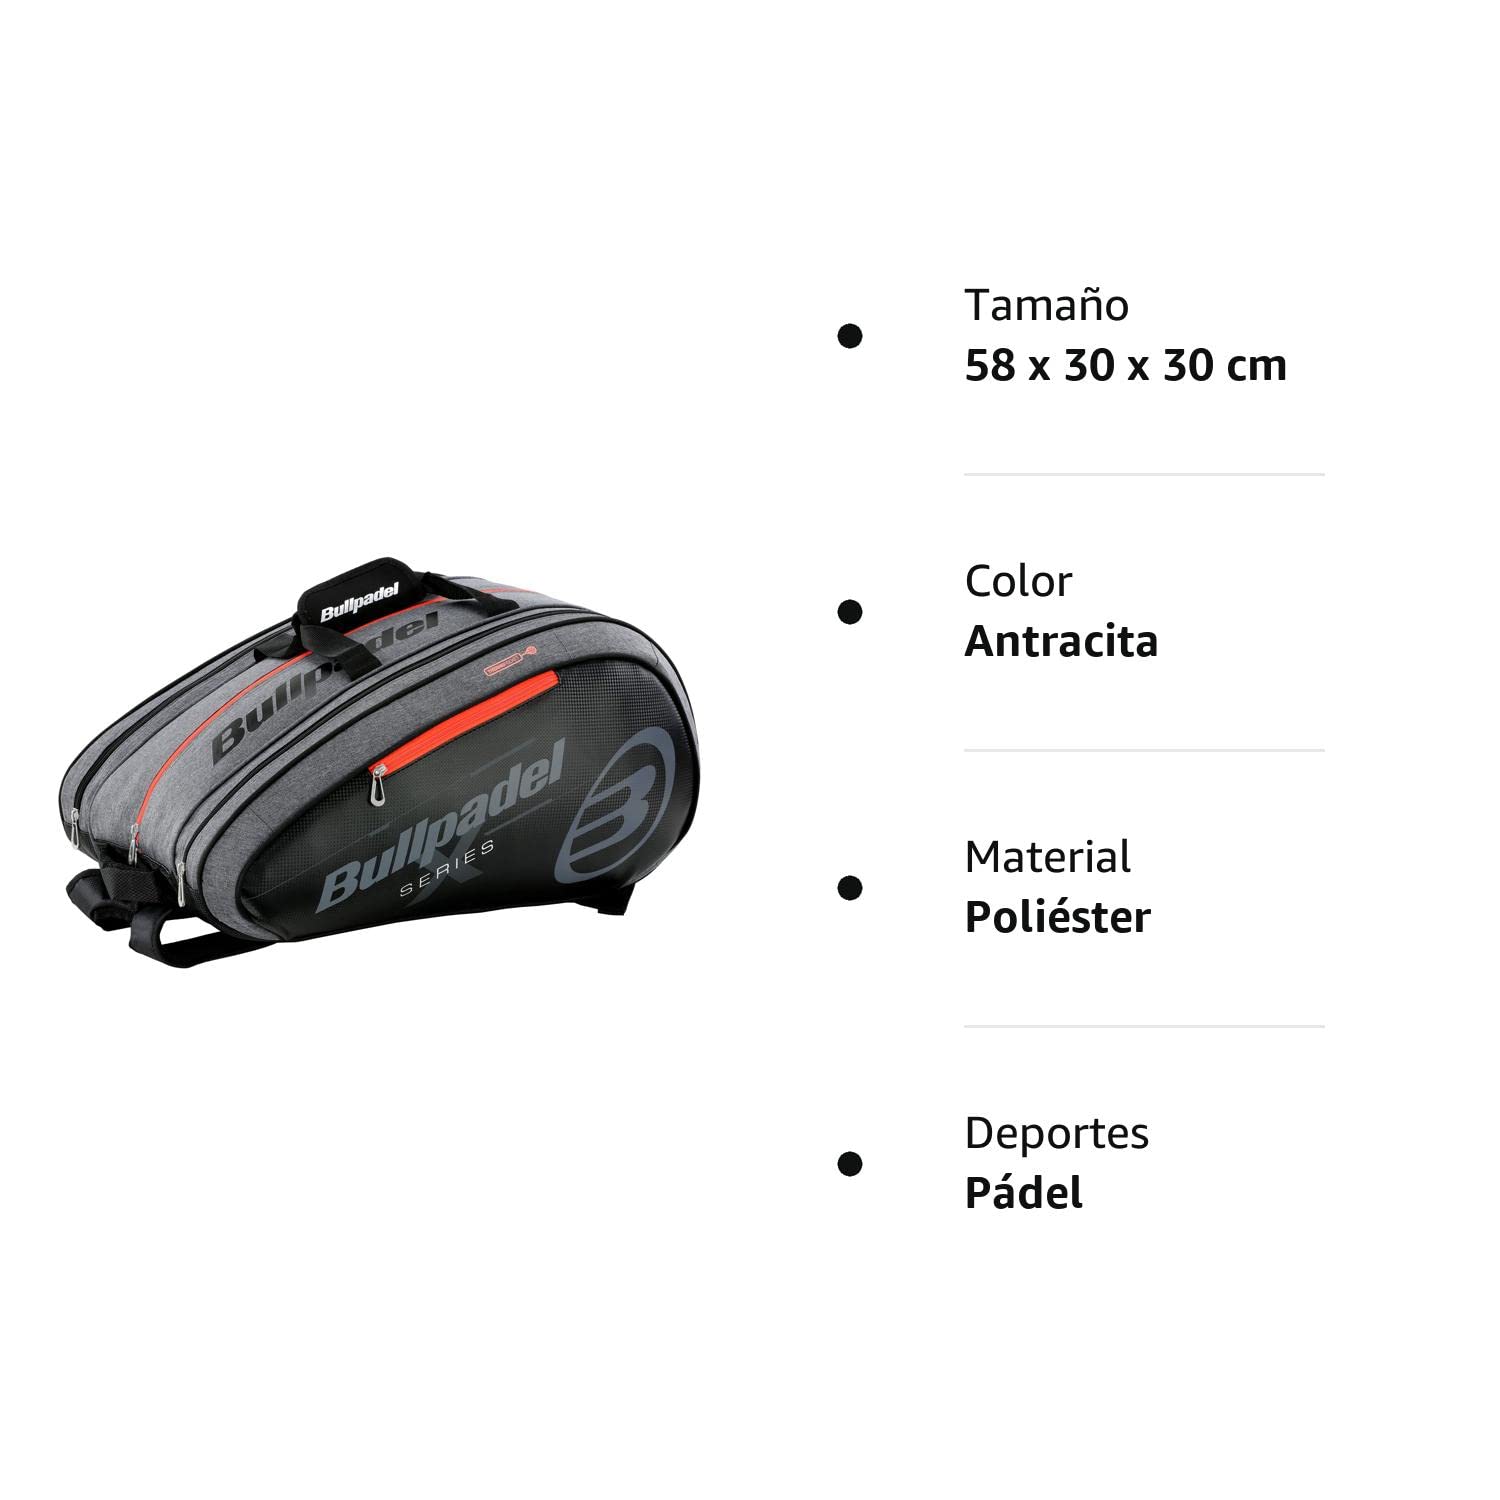 Tamaño
58 x 30 x 30 cm
Color
Antracita
Material
Poliéster
Deportes
Pádel
Bullpadel
Bullpadel
Bullpadel
SERIES
B